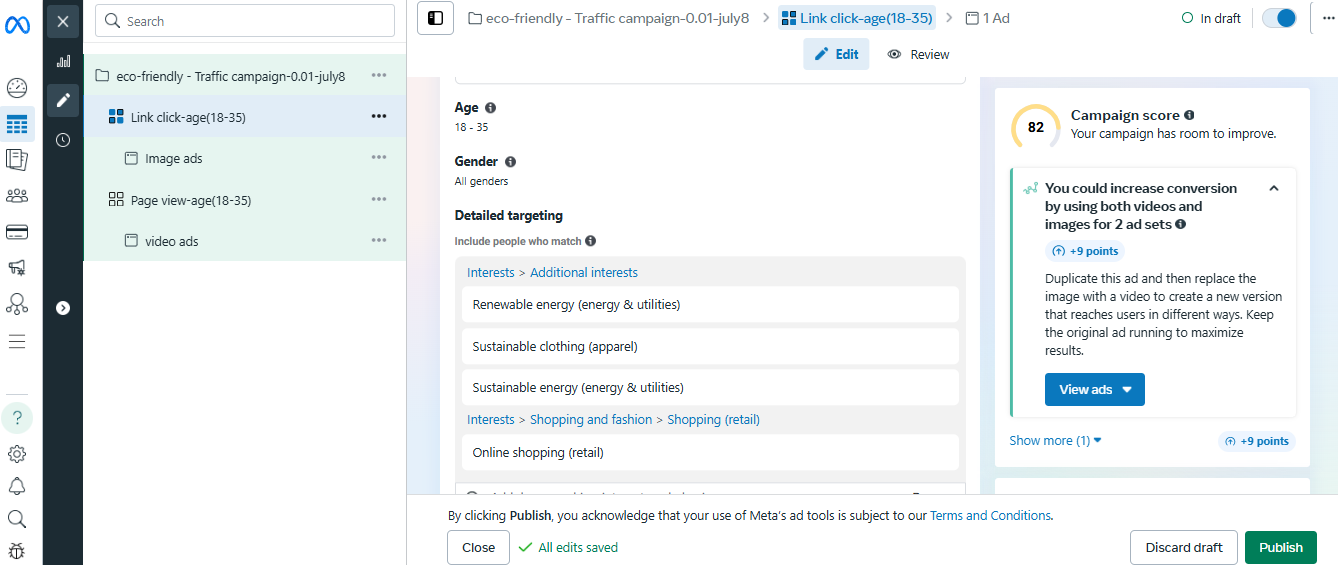 Search
eco-friendly - Traffic campaign-0.01-july8
Link click-age(18-35)
Image ads
Page view-age(18-35)
video ads
eco-friendly - Traffic campaign-0.01-july8 > Link click-age(18-35) > 1 Ad
In draft
Edit
Review
Age
18 - 35
Gender
All genders
Detailed targeting
Include people who match
Interests > Additional interests
Renewable energy (energy & utilities)
Sustainable clothing (apparel)
Sustainable energy (energy & utilities)
Interests > Shopping and fashion > Shopping (retail)
Online shopping (retail)
82
Campaign score
Your campaign has room to improve.
You could increase conversion
by using both videos and
images for 2 ad sets
+9 points
Duplicate this ad and then replace the
image with a video to create a new version
that reaches users in different ways. Keep
the original ad running to maximize
results.
View ads
Show more (1)
+9 points
By clicking Publish, you acknowledge that your use of Meta's ad tools is subject to our Terms and Conditions.
Close
All edits saved
Discard draft
Publish